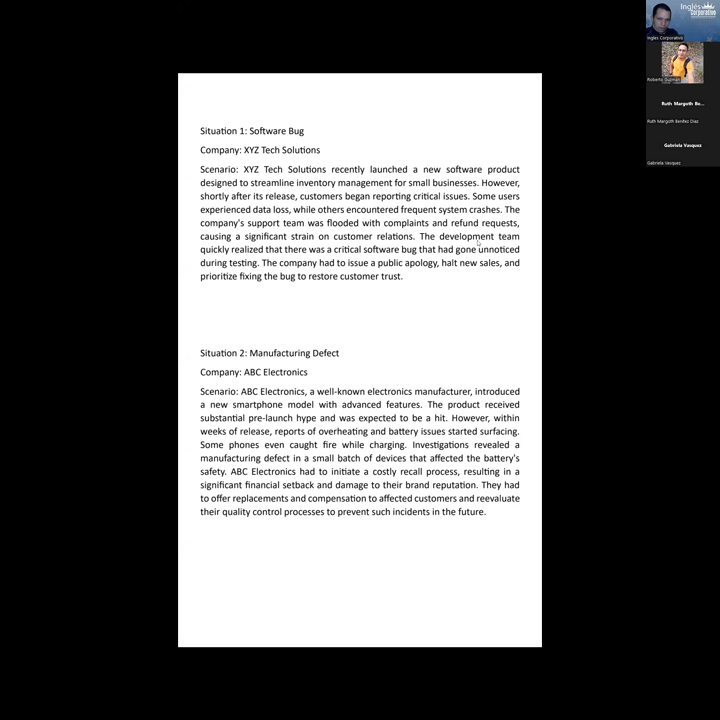 Situation 1: Software Bug
Company: XYZ Tech Solutions
Scenario: XYZ Tech Solutions recently launched a new software product
designed to streamline inventory management for small businesses. However,
shortly after its release, customers began reporting critical issues. Some users
experienced data loss, while others encountered frequent system crashes. The
company's support team was flooded with complaints and refund requests,
causing a significant strain on customer relations. The development team
quickly realized that there was a critical software bug that had gone unnoticed
during testing. The company had to issue a public apology, halt new sales, and
prioritize fixing the bug to restore customer trust.
Situation 2: Manufacturing Defect
Company: ABC Electronics
Scenario: ABC Electronics, a well-known electronics manufacturer, introduced
a new smartphone model with advanced features. The product received
substantial pre-launch hype and was expected to be a hit. However, within
weeks of release, reports of overheating and battery issues started surfacing.
Some phones even caught fire while charging. Investigations revealed a
manufacturing defect in a small batch of devices that affected the battery's
safety. ABC Electronics had to initiate a costly recall process, resulting in a
significant financial setback and damage to their brand reputation. They had
to offer replacements and compensation to affected customers and reevaluate
their quality control processes to prevent such incidents in the future.
Inglés
Corporativo
Ingles Corporativo
Roberto Guzman
Ruth Margoth Be...
Ruth Margoth Benitez Diaz
Gabriela Vasquez
Gabriela Vasquez